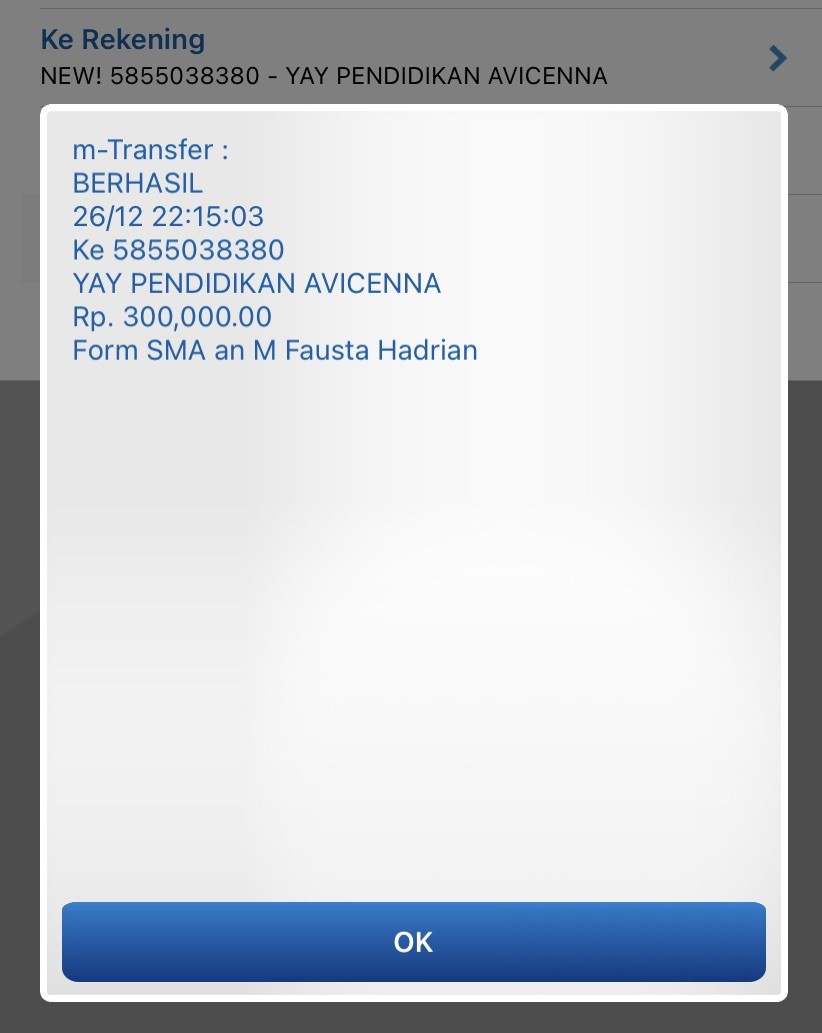 Ke Rekening
NEW! 5855038380 - YAY PENDIDIKAN AVICENNA
m-Transfer :
BERHASIL
26/12 22:15:03
Ke 5855038380
YAY PENDIDIKAN AVICENNA
Rp. 300,000.00
Form SMA an M Fausta Hadrian
OK